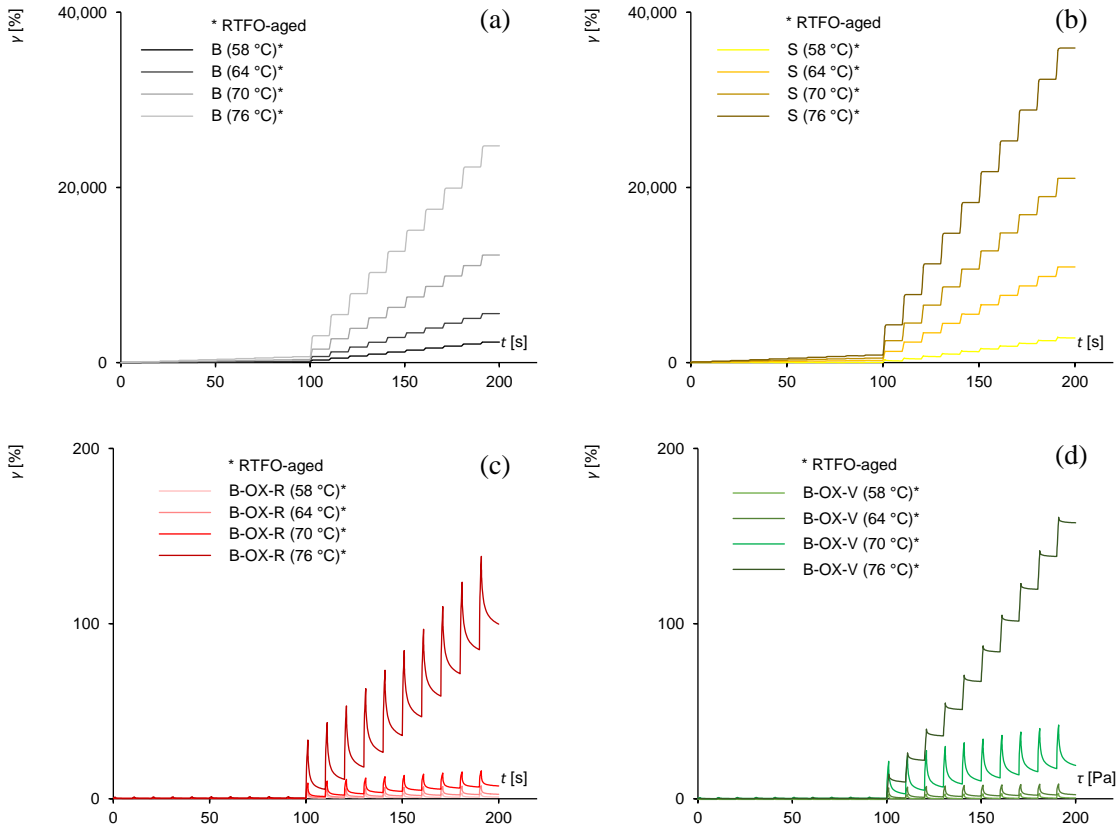 γ [%]
40,000
20,000
0
* RTFO-aged
B (58 °C)*
B (64 °C)*
B (70 °C)*
B (76 °C)*
(a)
t [s]
0
50
100
150
200
γ [%]
40,000
20,000
0
* RTFO-aged
S (58 °C)*
S (64 °C)*
S (70 °C)*
S (76 °C)*
(b)
t [s]
0
50
100
150
200
γ [%]
200
100
0
* RTFO-aged
B-OX-R (58 °C)*
B-OX-R (64 °C)*
B-OX-R (70 °C)*
B-OX-R (76 °C)*
(c)
t [s]
0
50
100
150
200
γ [%]
200
100
0
* RTFO-aged
B-OX-V (58 °C)*
B-OX-V (64 °C)*
B-OX-V (70 °C)*
B-OX-V (76 °C)*
(d)
τ [Pa]
0
50
100
150
200